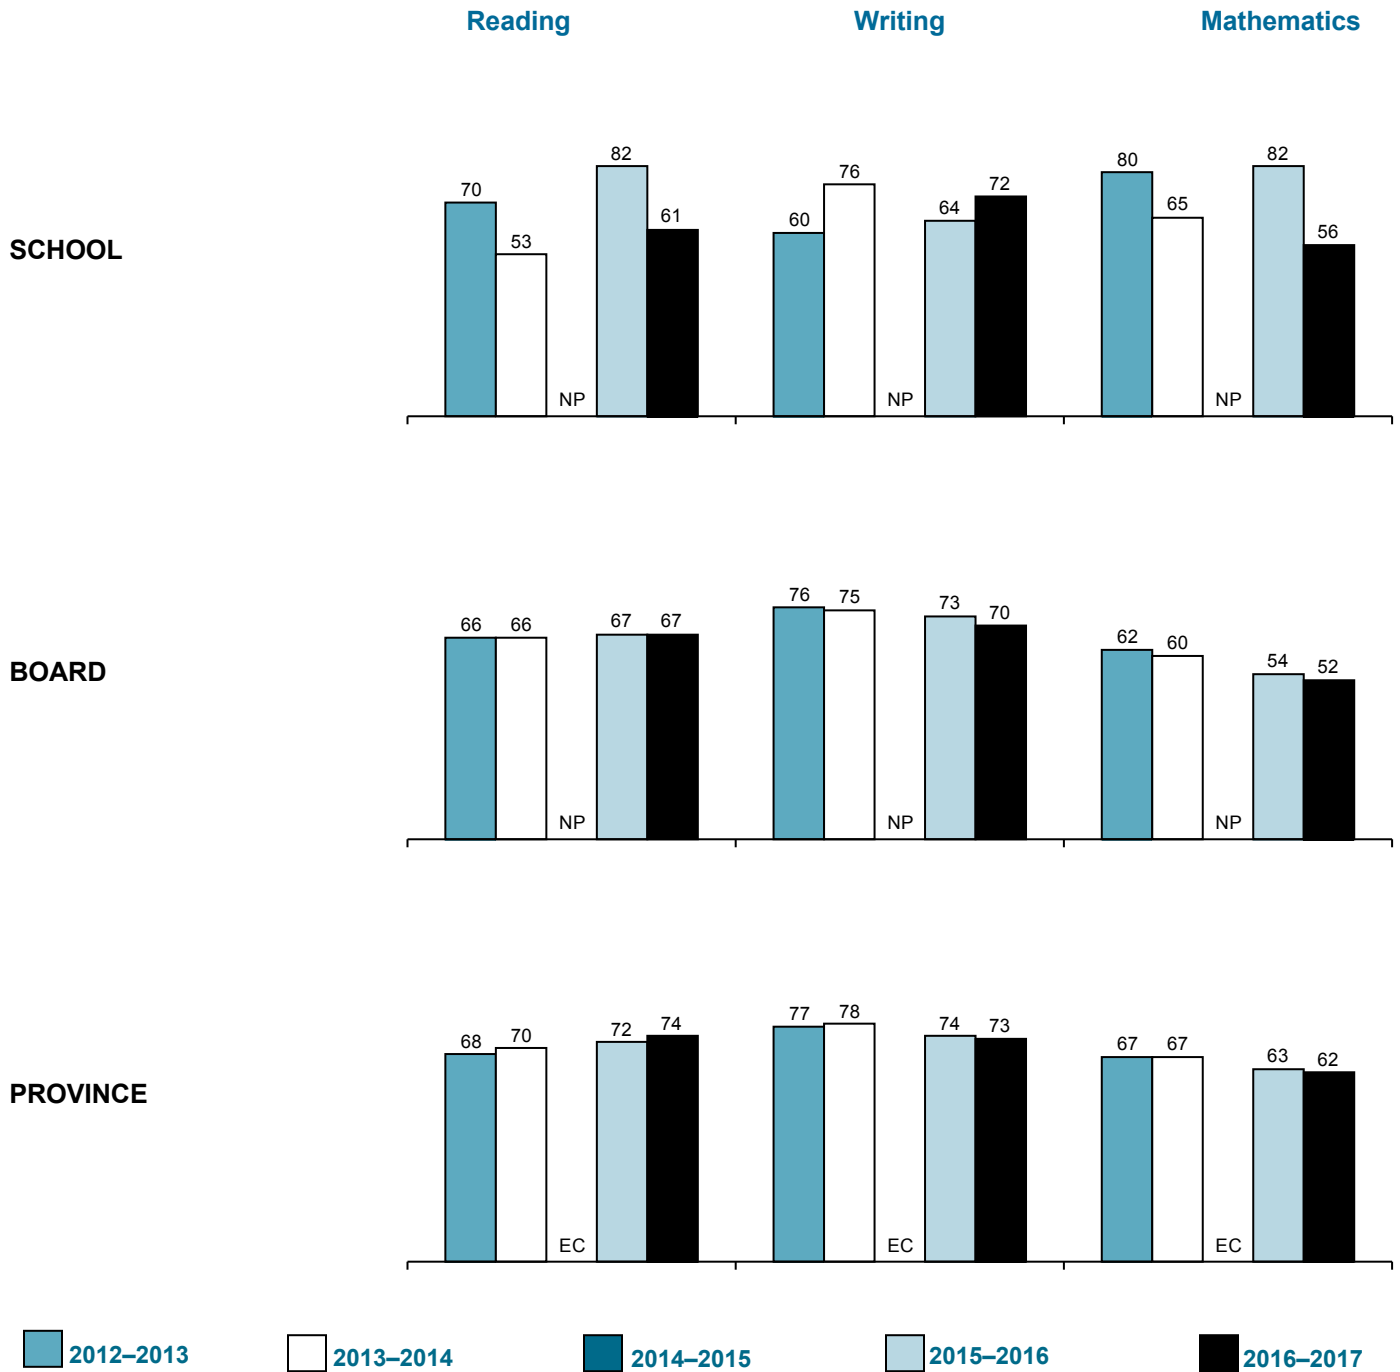 Reading Writing Mathematics
SCHOOL
70 53 NP 82 61 60 76 NP 64 72 80 65 NP 82 56
BOARD
66 66 NP 67 67 76 75 NP 73 70 62 60 NP 54 52
PROVINCE
68 70 EC 72 74 77 78 EC 74 73 67 67 EC 63 62
2012–2013 2013–2014 2014–2015 2015–2016 2016–2017